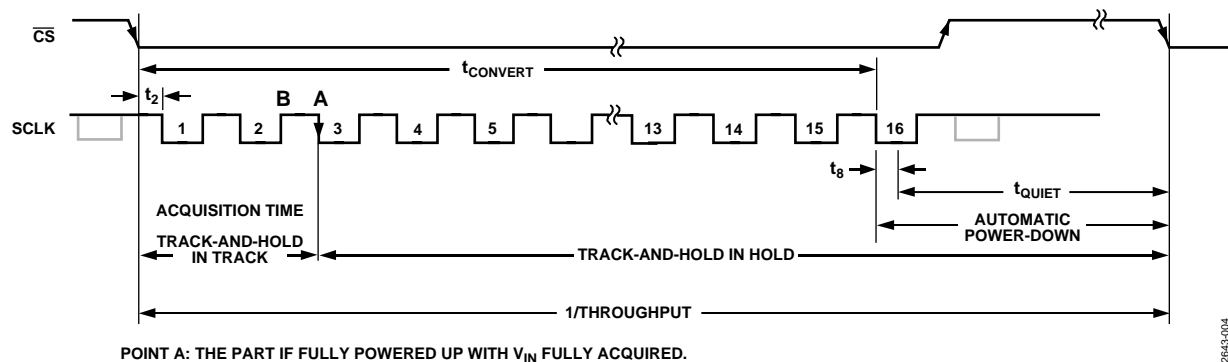 CS
tCONVERT
t2
B A
SCLK
1 2 3 4 5 13 14 15 16
t8
tQUIET
ACQUISITION TIME
AUTOMATIC
POWER-DOWN
TRACK-AND-HOLD
IN TRACK
TRACK-AND-HOLD IN HOLD
1/THROUGHPUT
POINT A: THE PART IF FULLY POWERED UP WITH VIN FULLY ACQUIRED.